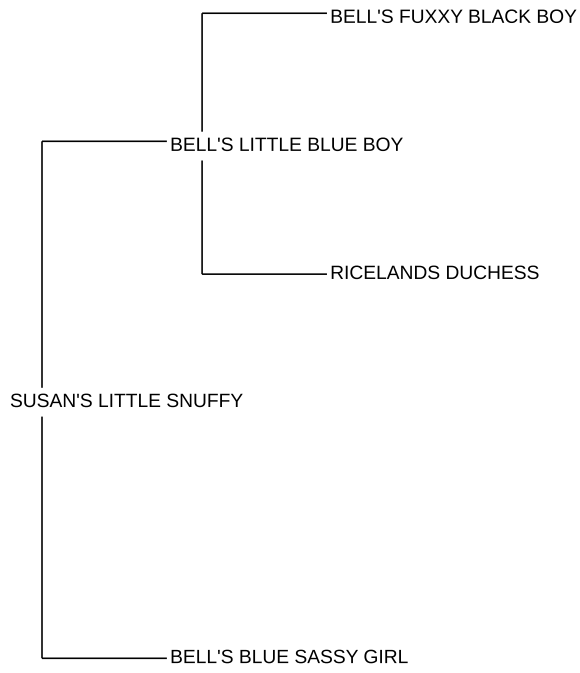 BELL'S FUXXY BLACK BOY
BELL'S LITTLE BLUE BOY
RICELANDS DUCHESS
SUSAN'S LITTLE SNUFFY
BELL'S BLUE SASSY GIRL